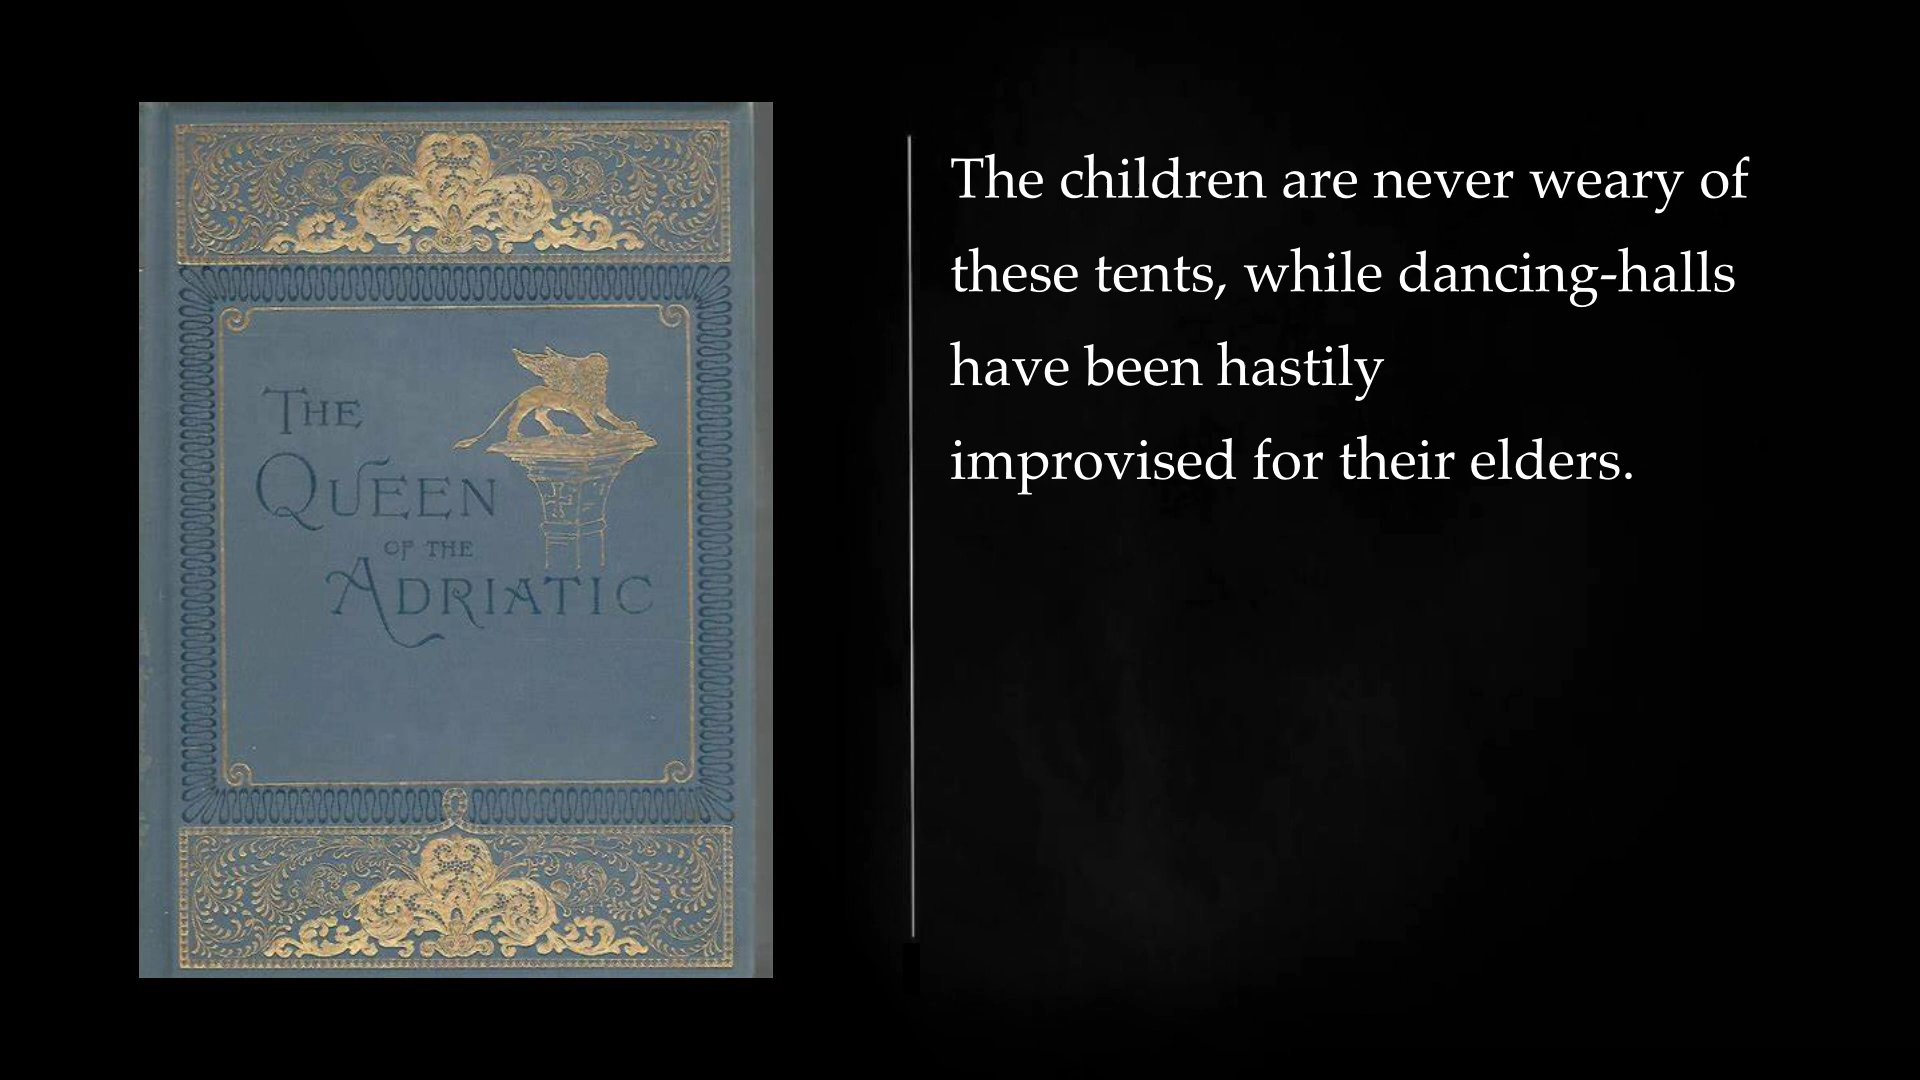 The
Queen
of the
Adriatic
The children are never weary of
these tents, while dancing-halls
have been hastily
improvised for their elders.